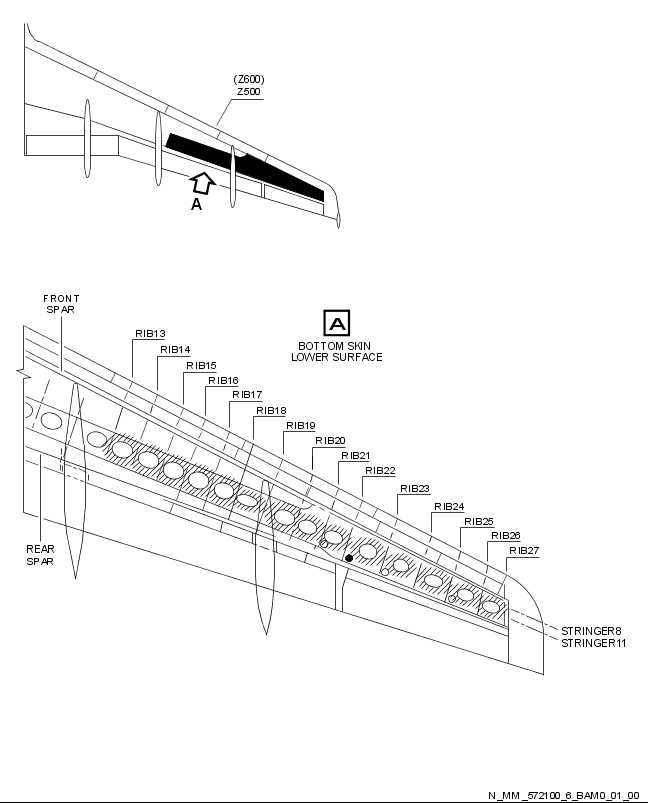 (Z600)
Z500
A
FRONT
SPAR
A
BOTTOM SKIN
LOWER SURFACE
RIB13
RIB14
RIB15
RIB16
RIB17
RIB18
RIB19
RIB20
RIB21
RIB22
RIB23
RIB24
RIB25
RIB26
RIB27
REAR
SPAR
STRINGER8
STRINGER11
N_MM_572100_6_BAM0_01_00